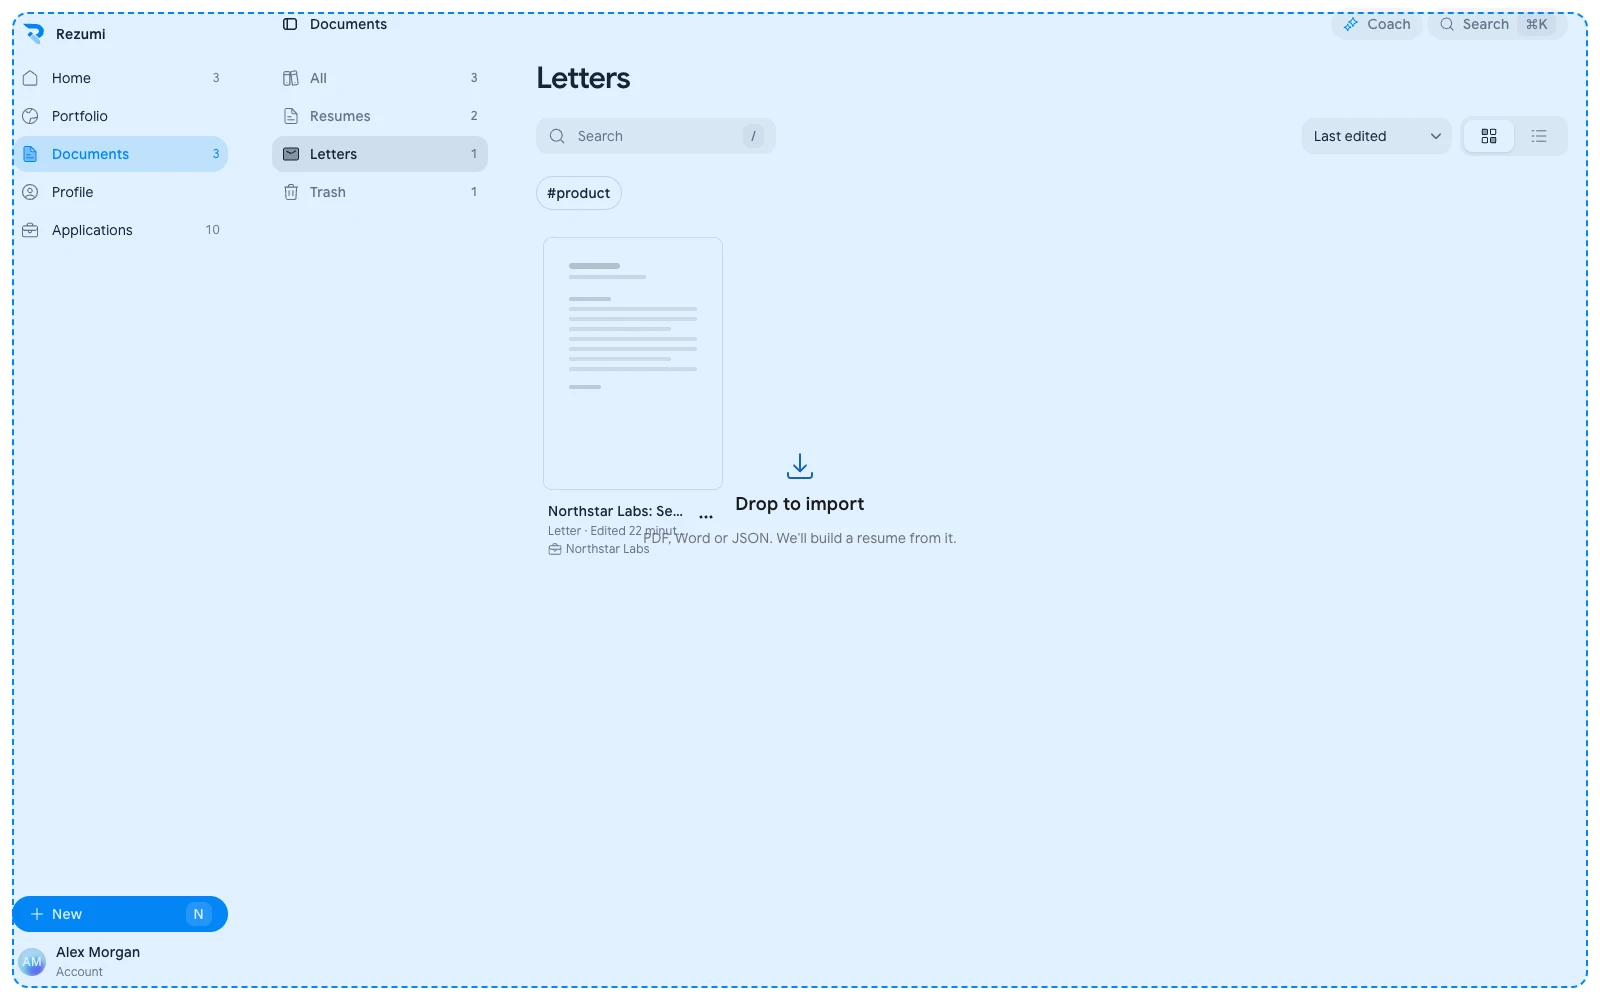 Rezumi
Home 3
Portfolio
Documents 3
Profile
Applications 10
New N
AM
Alex Morgan
Account
Documents
All 3
Resumes 2
Letters 1
Trash 1
Coach
Search ⌘K
Letters
Search /
Last edited
#product
Northstar Labs: Se...
Letter · Edited 22 minut...
Northstar Labs
Drop to import
PDF, Word or JSON. We'll build a resume from it.